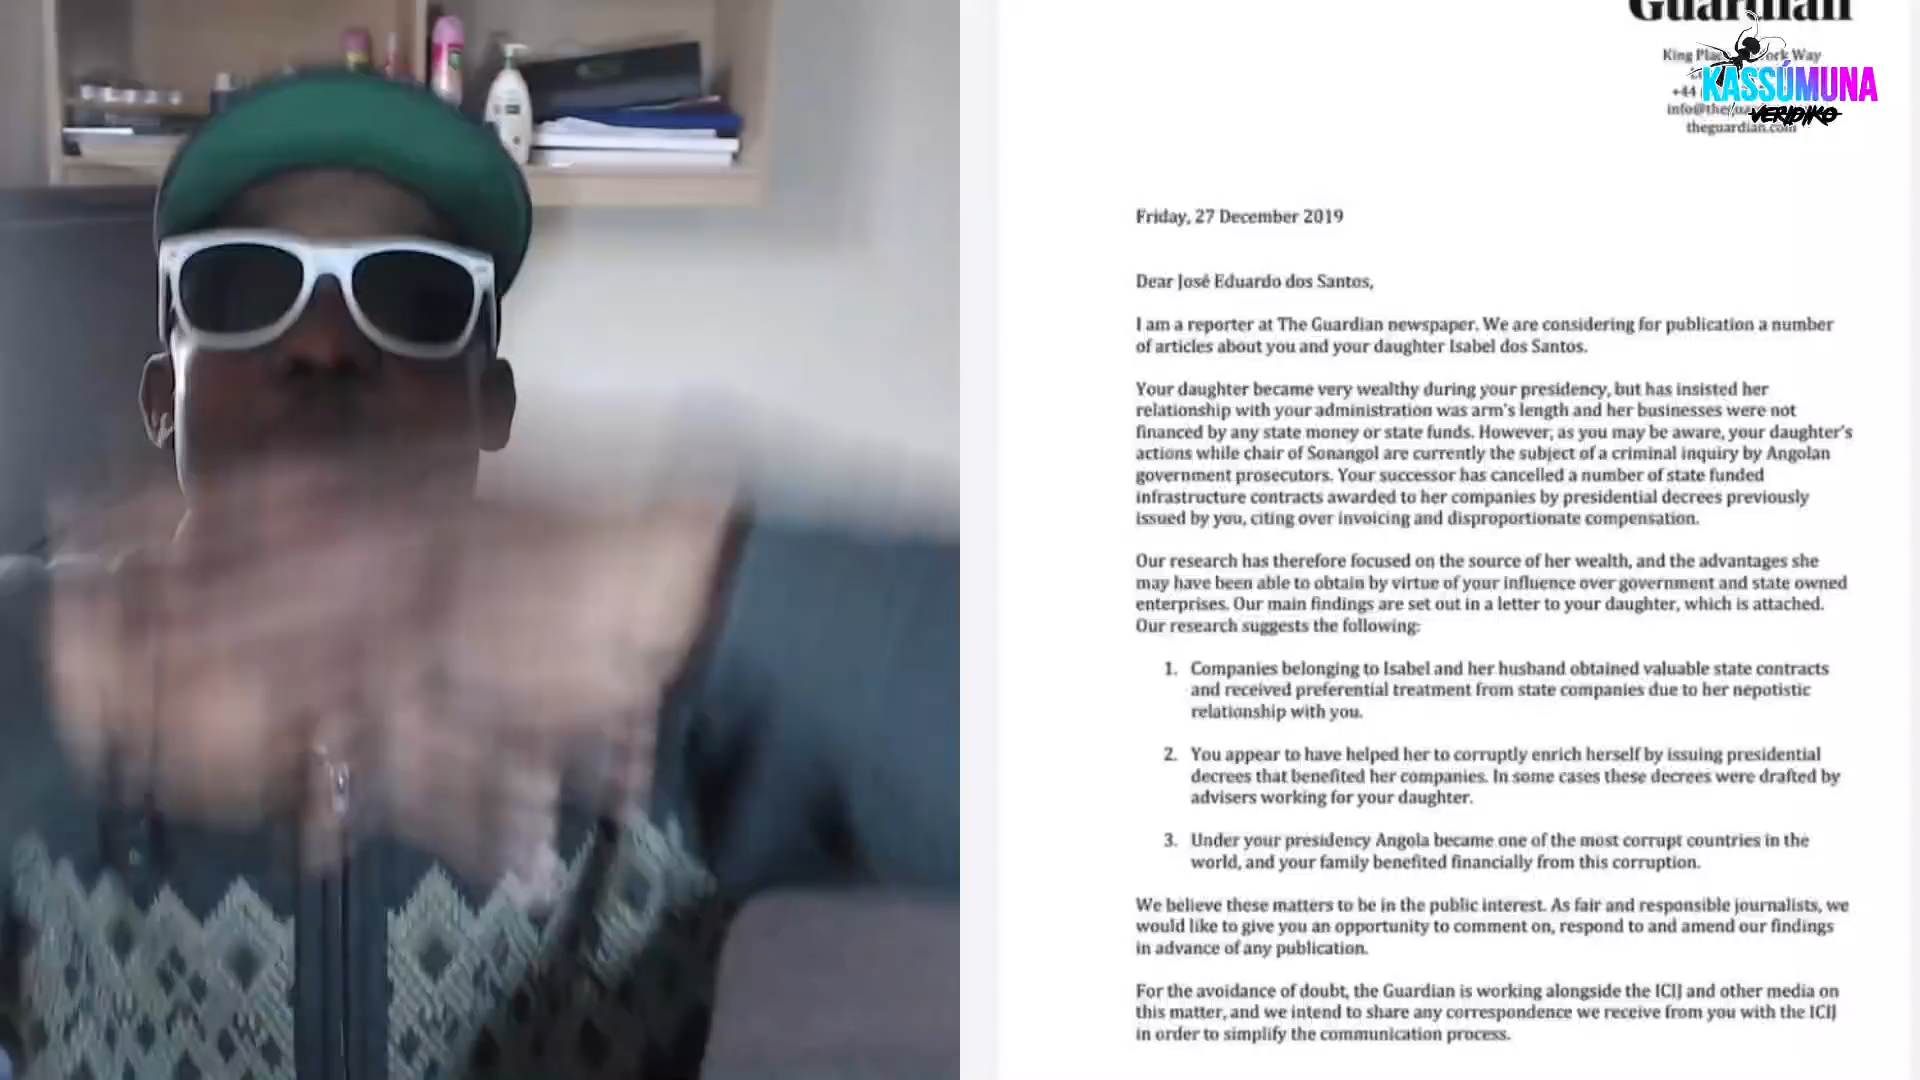 Guardian
King Place ork Way
KASSÚMUNA
VERIDIKO
+44
info@the
theguardian.com
Friday, 27 December 2019
Dear José Eduardo dos Santos,
I am a reporter at The Guardian newspaper. We are considering for publication a number
of articles about you and your daughter Isabel dos Santos.
Your daughter became very wealthy during your presidency, but has insisted her
relationship with your administration was arm's length and her businesses were not
financed by any state money or state funds. However, as you may be aware, your daughter's
actions while chair of Sonangol are currently the subject of a criminal inquiry by Angolan
government prosecutors. Your successor has cancelled a number of state funded
infrastructure contracts awarded to her companies by presidential decrees previously
issued by you, citing over invoicing and disproportionate compensation.
Our research has therefore focused on the source of her wealth, and the advantages she
may have been able to obtain by virtue of your influence over government and state owned
enterprises. Our main findings are set out in a letter to your daughter, which is attached.
Our research suggests the following:
1. Companies belonging to Isabel and her husband obtained valuable state contracts
and received preferential treatment from state companies due to her nepotistic
relationship with you.
2. You appear to have helped her to corruptly enrich herself by issuing presidential
decrees that benefited her companies. In some cases these decrees were drafted by
advisers working for your daughter.
3. Under your presidency Angola became one of the most corrupt countries in the
world, and your family benefited financially from this corruption.
We believe these matters to be in the public interest. As fair and responsible journalists, we
would like to give you an opportunity to comment on, respond to and amend our findings
in advance of any publication.
For the avoidance of doubt, the Guardian is working alongside the ICIJ and other media on
this matter, and we intend to share any correspondence we receive from you with the ICIJ
in order to simplify the communication process.